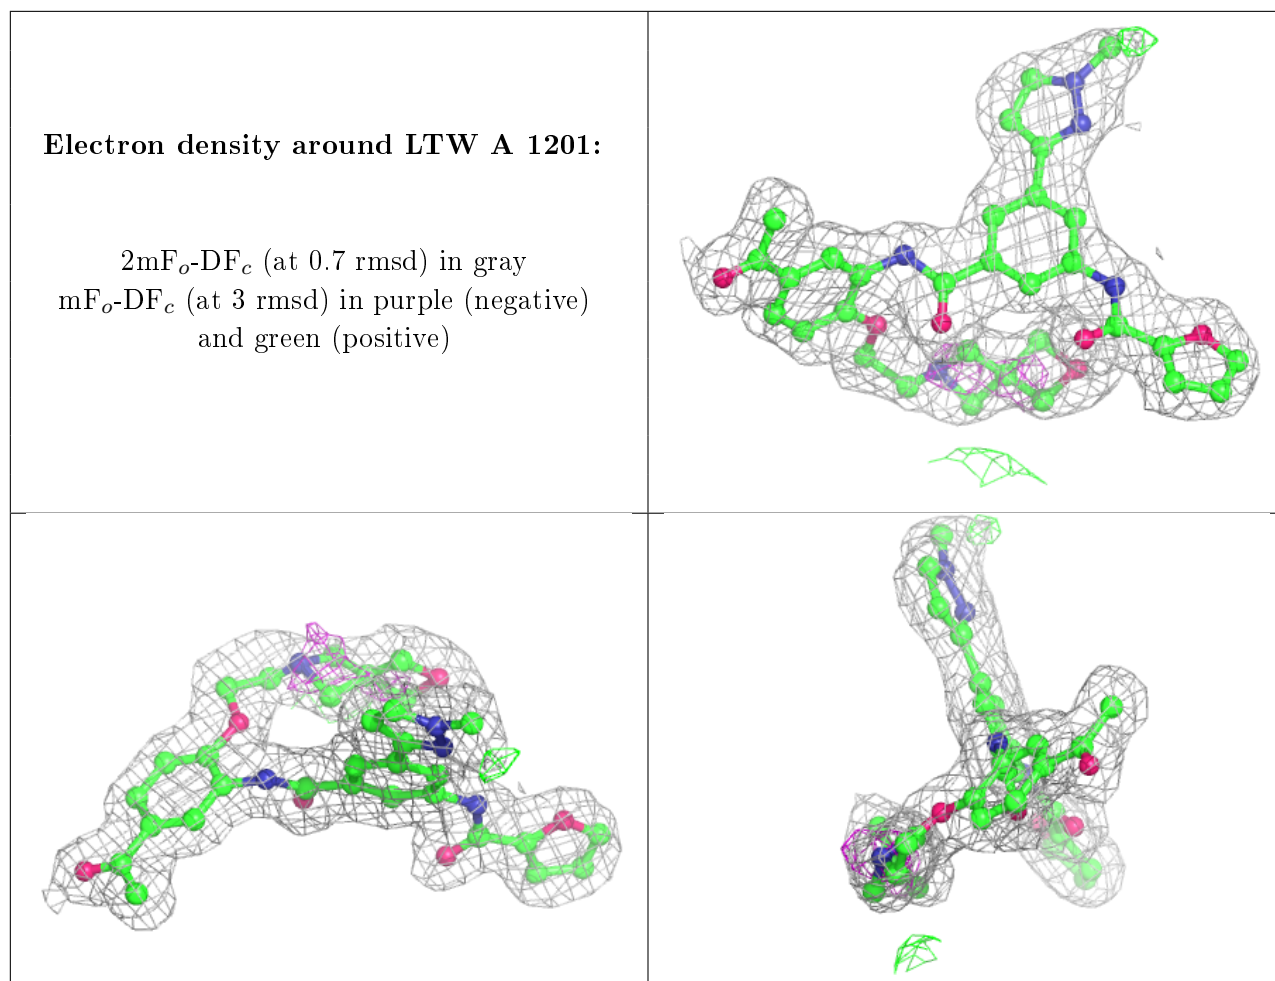 Electron density around LTW A 1201:
2mFₒ-DF𝒸 (at 0.7 rmsd) in gray
mFₒ-DF𝒸 (at 3 rmsd) in purple (negative)
and green (positive)